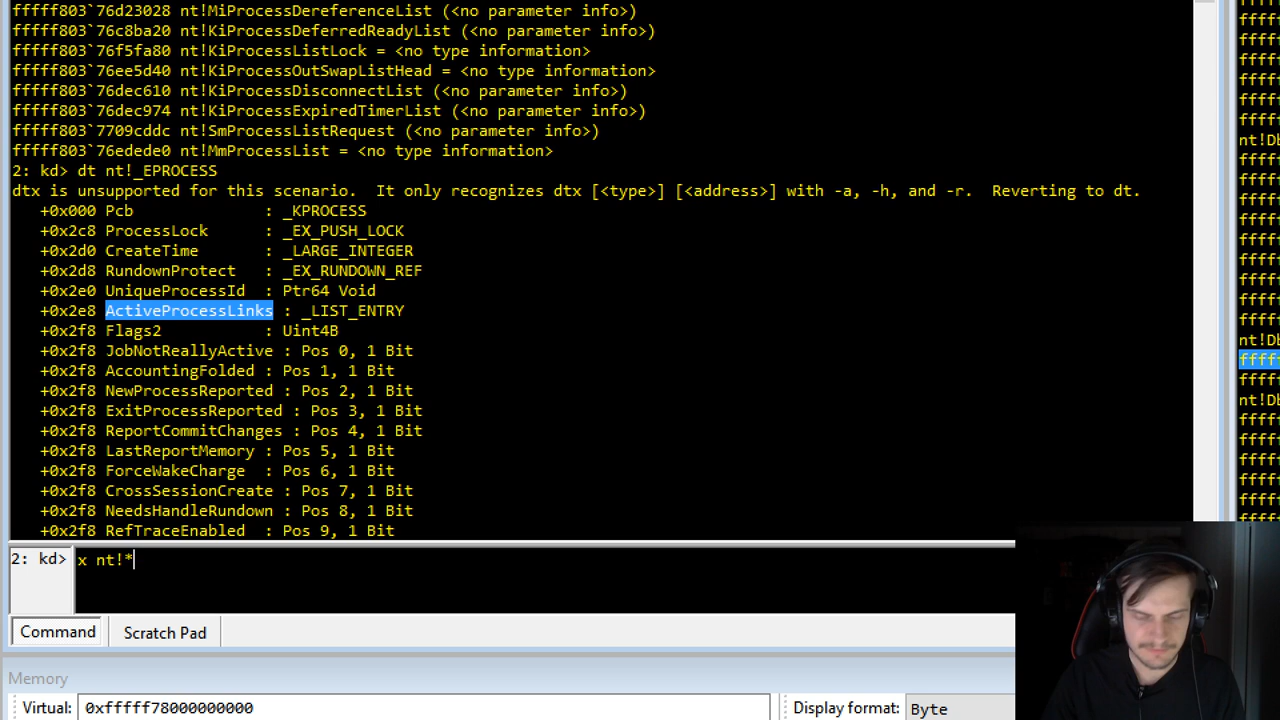 fffff803`76d23028 nt!MiProcessDereferenceList (<no parameter info>)
fffff803`76c8ba20 nt!KiProcessDeferredReadyList (<no parameter info>)
fffff803`76f5fa80 nt!KiProcessListLock = <no type information>
fffff803`76ee5d40 nt!KiProcessOutSwapListHead = <no type information>
fffff803`76dec610 nt!KiProcessDisconnectList (<no parameter info>)
fffff803`76dec974 nt!KiProcessExpiredTimerList (<no parameter info>)
fffff803`7709cddc nt!SmProcessListRequest (<no parameter info>)
fffff803`76edede0 nt!MmProcessList = <no type information>
2: kd> dt nt!_EPROCESS
dtx is unsupported for this scenario.  It only recognizes dtx [<type>] [<address>] with -a, -h, and -r.  Reverting to dt.
+0x000 Pcb : _KPROCESS
+0x2c8 ProcessLock : _EX_PUSH_LOCK
+0x2d0 CreateTime : _LARGE_INTEGER
+0x2d8 RundownProtect : _EX_RUNDOWN_REF
+0x2e0 UniqueProcessId : Ptr64 Void
+0x2e8 ActiveProcessLinks : _LIST_ENTRY
+0x2f8 Flags2 : Uint4B
+0x2f8 JobNotReallyActive : Pos 0, 1 Bit
+0x2f8 AccountingFolded : Pos 1, 1 Bit
+0x2f8 NewProcessReported : Pos 2, 1 Bit
+0x2f8 ExitProcessReported : Pos 3, 1 Bit
+0x2f8 ReportCommitChanges : Pos 4, 1 Bit
+0x2f8 LastReportMemory : Pos 5, 1 Bit
+0x2f8 ForceWakeCharge : Pos 6, 1 Bit
+0x2f8 CrossSessionCreate : Pos 7, 1 Bit
+0x2f8 NeedsHandleRundown : Pos 8, 1 Bit
+0x2f8 RefTraceEnabled : Pos 9, 1 Bit
2: kd> x nt!*
Command Scratch Pad
Memory
Virtual: 0xfffff78000000000 Display format: Byte